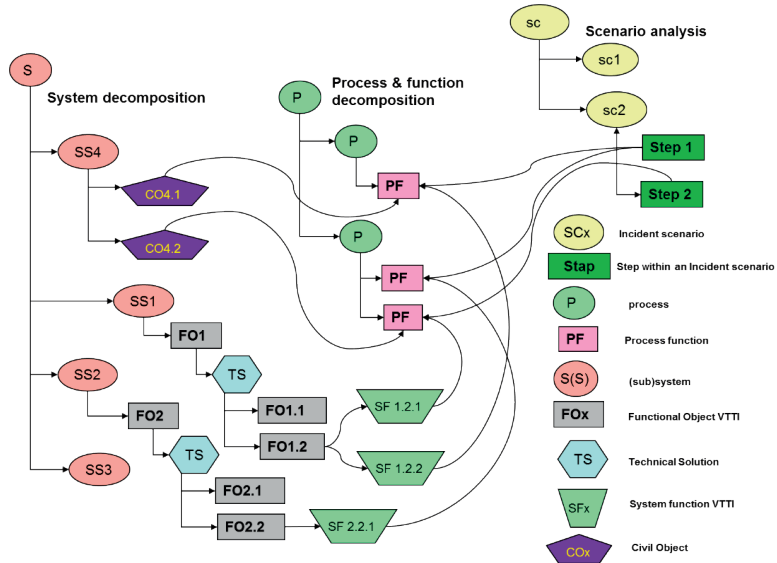 sc
Scenario analysis
sc1
S
System decomposition
Process & function
decomposition
P
sc2
SS4
P
Step 1
CO4.1
PF
Step 2
CO4.2
P
SCx
Incident scenario
Stap
Step within an Incident scenario
PF
SS1
P
process
PF
FO1
PF
Process function
SS2
TS
S(S)
(sub)system
FO2
FO1.1
SF 1.2.1
FOx
Functional Object VTTI
TS
FO1.2
SS3
SF 1.2.2
TS
Technical Solution
FO2.1
SFx
System function VTTI
FO2.2
SF 2.2.1
COx
Civil Object